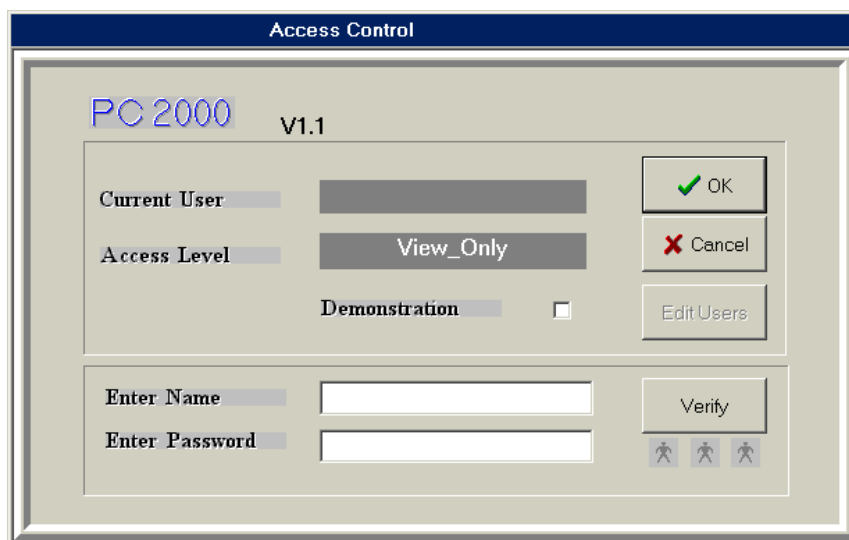 Access Control
PC 2000
V1.1
Current User
OK
Access Level
View_Only
Cancel
Demonstration
Edit Users
Enter Name
Verify
Enter Password